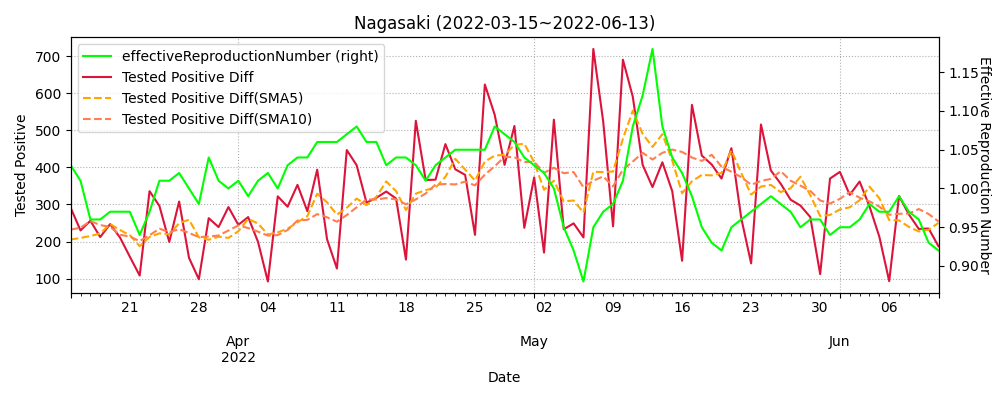 Nagasaki (2022-03-15~2022-06-13)
effectiveReproductionNumber (right)
Tested Positive Diff
Tested Positive Diff(SMA5)
Tested Positive Diff(SMA10)
Tested Positive
700
600
500
400
300
200
100
Effective Reproduction Number
1.15
1.10
1.05
1.00
0.95
0.90
21 28 04 11 18 25 02 09 16 23 30 06
Apr May Jun
2022
Date